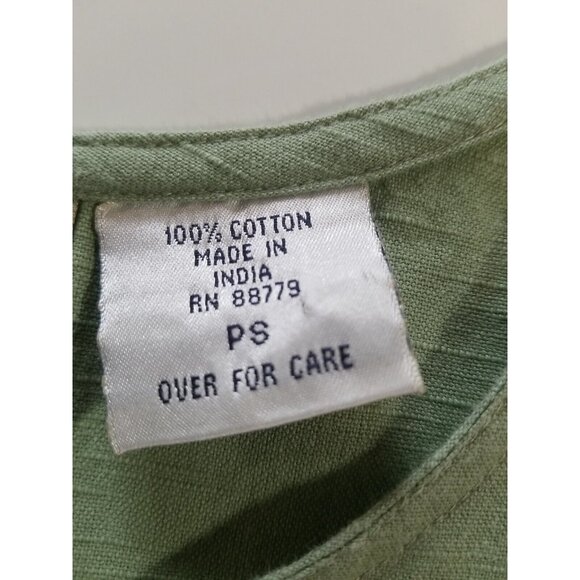 100% COTTON
MADE IN
INDIA
RN 88779
PS
OVER FOR CARE